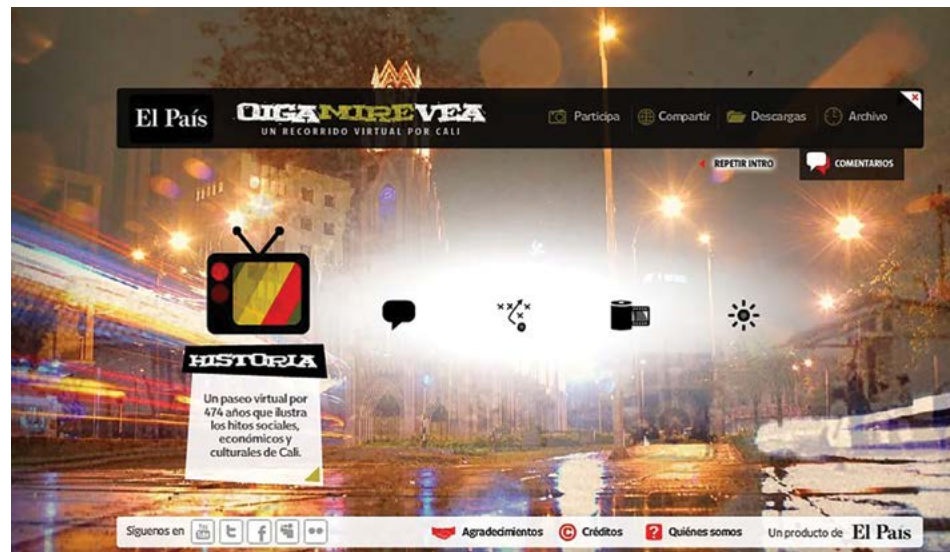 El País
OIGAMIREVEA
UN RECORRIDO VIRTUAL POR CALI
Participa
Compartir
Descargas
Archivo
REPETIR INTRO
COMENTARIOS
HISTORIA
Un paseo virtual por
474 años que ilustra
los hitos sociales,
económicos y
culturales de Cali.
Síguenos en
You
Tube
Agradecimientos
Créditos
Quiénes somos
Un producto de El País